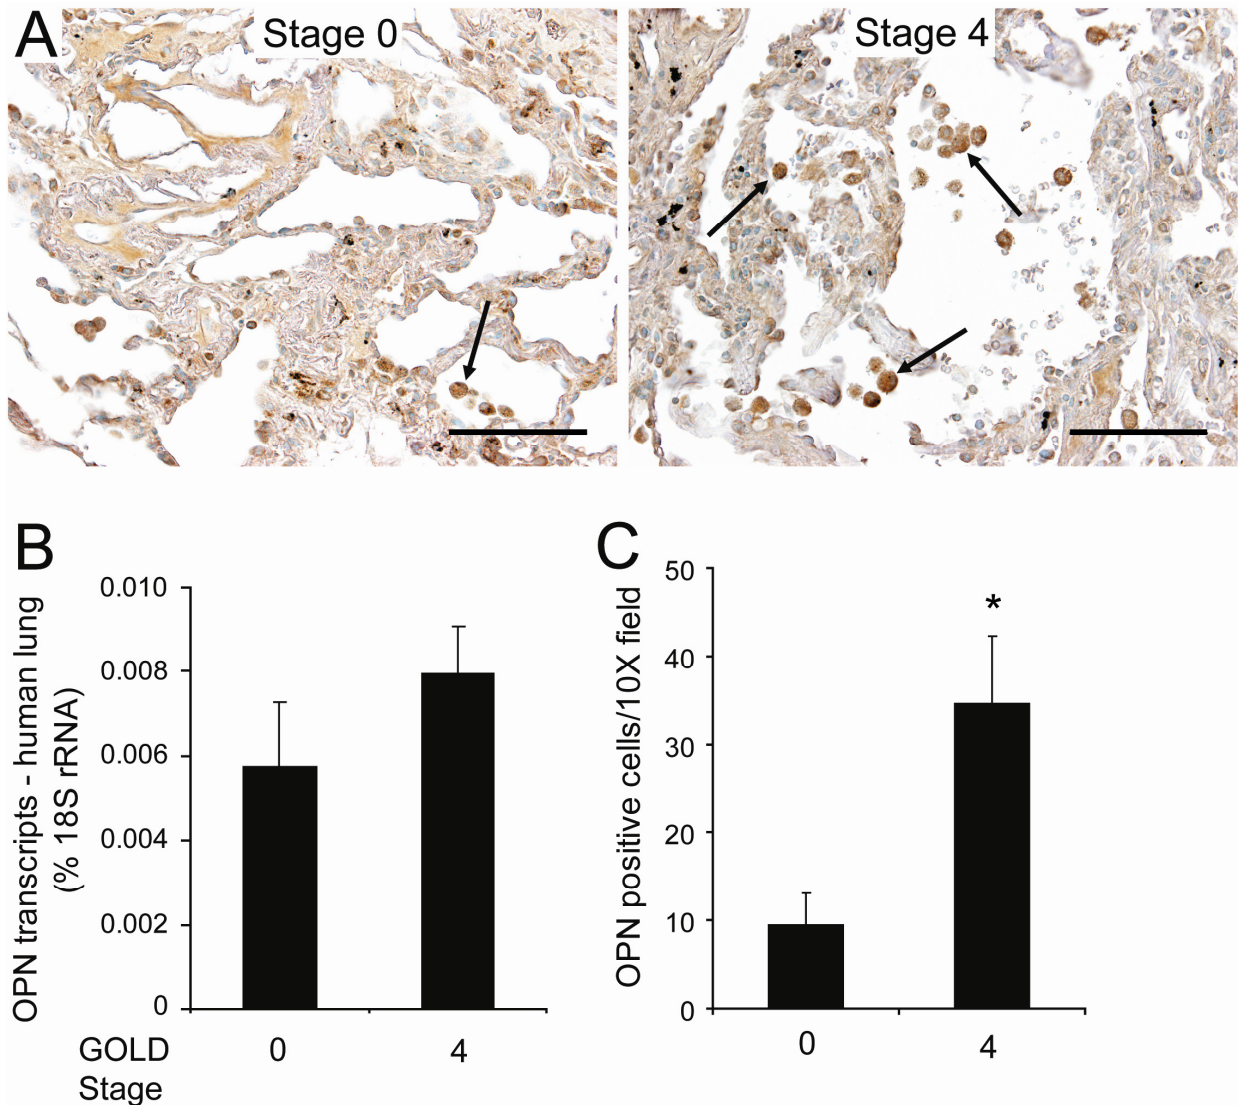 A
Stage 0
Stage 4
B
OPN transcripts - human lung
(% 18S rRNA)
0.010
0.008
0.006
0.004
0.002
0
GOLD
Stage
0
4
C
OPN positive cells/10X field
50
40
30
20
10
0
*
0
4